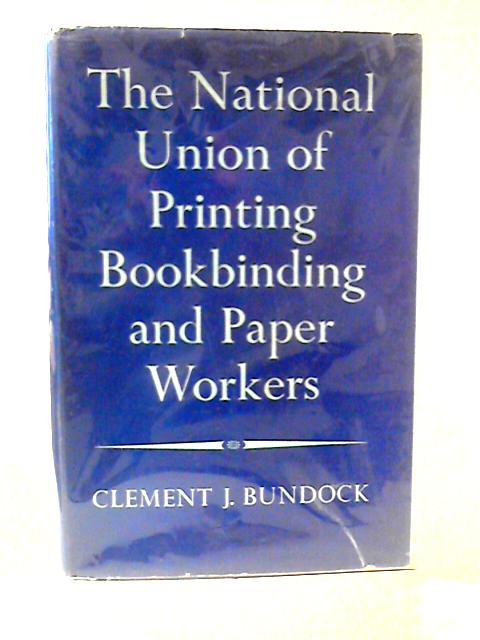 The National
Union of
Printing
Bookbinding
and Paper
Workers
CLEMENT J. BUNDOCK